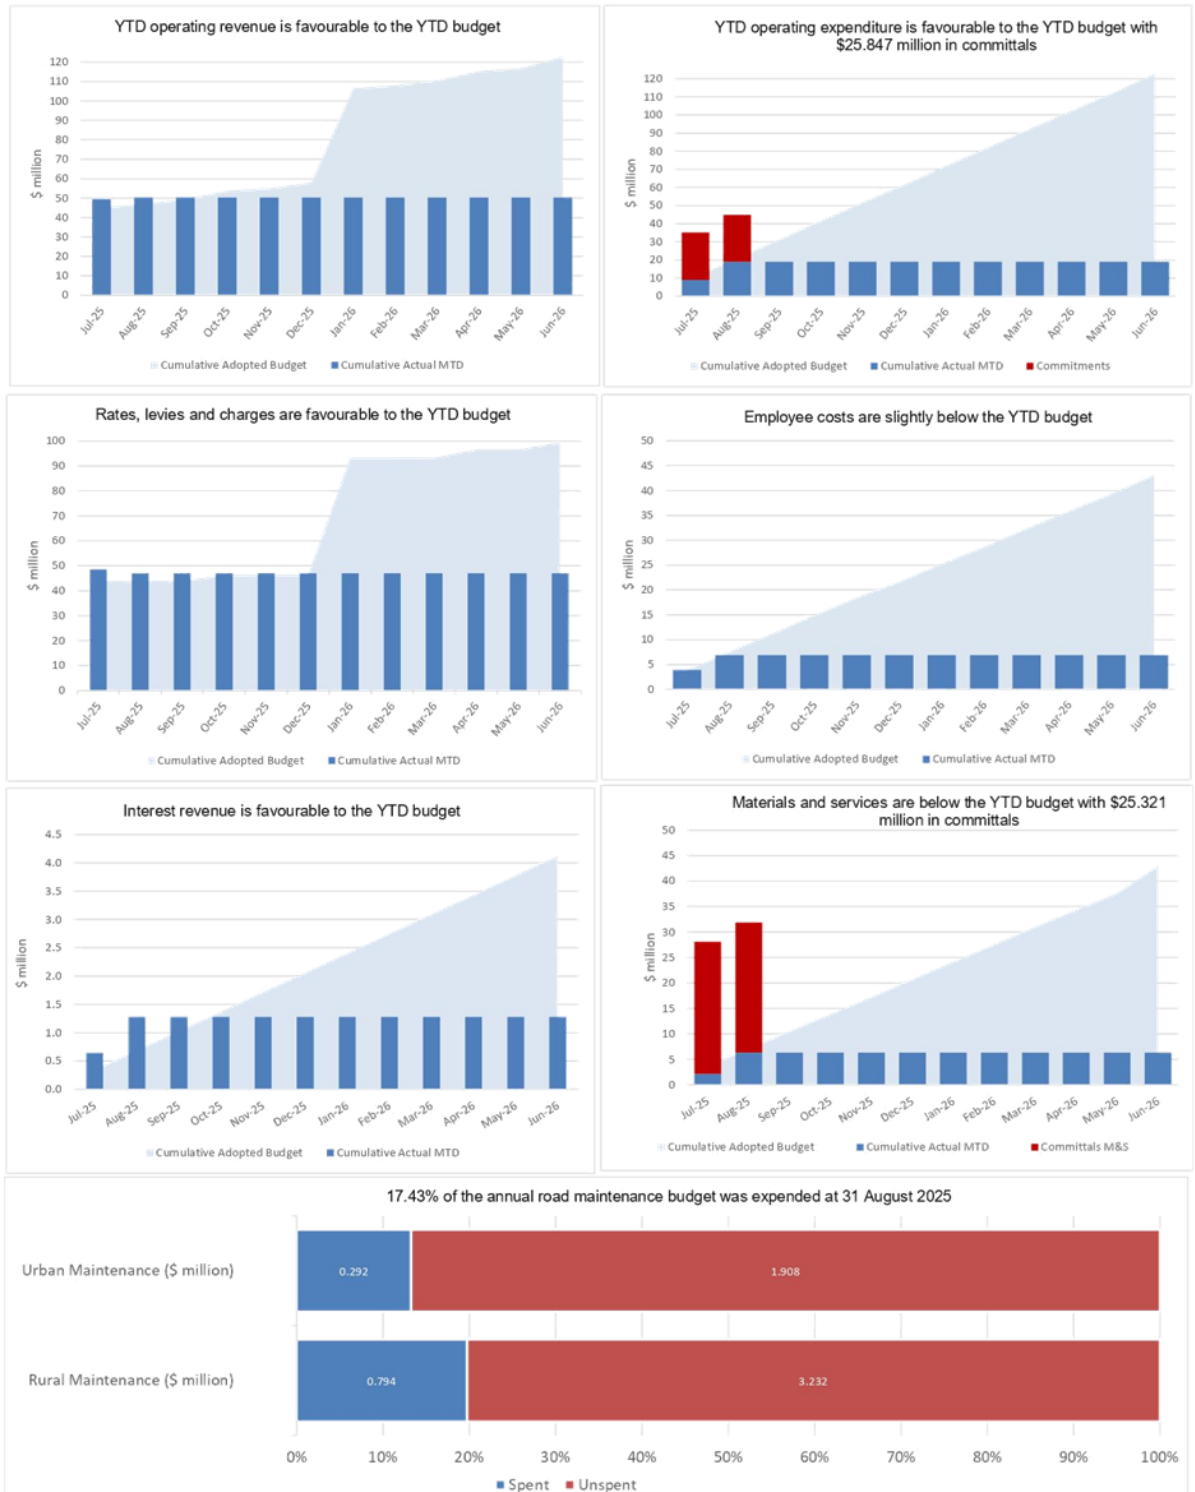 YTD operating revenue is favourable to the YTD budget
120
110
100
90
80
70
60
50
40
30
20
10
0
$ million
Jul-25
Aug-25
Sep-25
Oct-25
Nov-25
Dec-25
Jan-26
Feb-26
Mar-26
Apr-26
May-26
Jun-26
Cumulative Adopted Budget
Cumulative Actual MTD
YTD operating expenditure is favourable to the YTD budget with
$25.847 million in committals
120
110
100
90
80
70
60
50
40
30
20
10
0
$ million
Jul-25
Aug-25
Sep-25
Oct-25
Nov-25
Dec-25
Jan-26
Feb-26
Mar-26
Apr-26
May-26
Jun-26
Cumulative Adopted Budget
Cumulative Actual MTD
Commitments
Rates, levies and charges are favourable to the YTD budget
100
90
80
70
60
50
40
30
20
10
0
$ million
Jul-25
Aug-25
Sep-25
Oct-25
Nov-25
Dec-25
Jan-26
Feb-26
Mar-26
Apr-26
May-26
Jun-26
Cumulative Adopted Budget
Cumulative Actual MTD
Employee costs are slightly below the YTD budget
50
45
40
35
30
25
20
15
10
5
0
$ million
Jul-25
Aug-25
Sep-25
Oct-25
Nov-25
Dec-25
Jan-26
Feb-26
Mar-26
Apr-26
May-26
Jun-26
Cumulative Adopted Budget
Cumulative Actual MTD
Interest revenue is favourable to the YTD budget
4.5
4.0
3.5
3.0
2.5
2.0
1.5
1.0
0.5
0.0
$ million
Jul-25
Aug-25
Sep-25
Oct-25
Nov-25
Dec-25
Jan-26
Feb-26
Mar-26
Apr-26
May-26
Jun-26
Cumulative Adopted Budget
Cumulative Actual MTD
Materials and services are below the YTD budget with $25.321
million in committals
50
45
40
35
30
25
20
15
10
5
0
$ million
Jul-25
Aug-25
Sep-25
Oct-25
Nov-25
Dec-25
Jan-26
Feb-26
Mar-26
Apr-26
May-26
Jun-26
Cumulative Adopted Budget
Cumulative Actual MTD
Committals M&S
17.43% of the annual road maintenance budget was expended at 31 August 2025
Urban Maintenance ($ million)
0.292
1.908
Rural Maintenance ($ million)
0.794
3.232
0%
10%
20%
30%
40%
50%
60%
70%
80%
90%
100%
Spent
Unspent